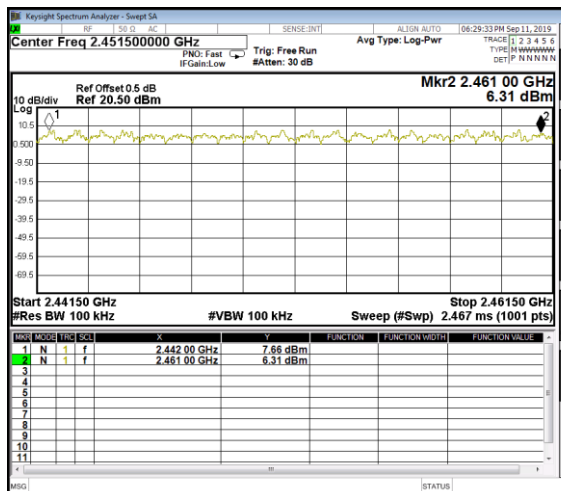 Keysight Spectrum Analyzer - Swept SA
RF 50 Ω AC SENSE:INT ALIGN AUTO 06:29:33 PM Sep 11, 2019
Center Freq 2.451500000 GHz
PNO: Fast
IFGain:Low
Trig: Free Run
#Atten: 30 dB
Avg Type: Log-Pwr
TRACE 1 2 3 4 5 6
TYPE M WWWWW
DET P N N N N N
Mkr2 2.461 00 GHz
6.31 dBm
Ref Offset 0.5 dB
10 dB/div Ref 20.50 dBm
Log
1
2
10.5
0.500
-9.50
-19.5
-29.5
-39.5
-49.5
-59.5
-69.5
Start 2.44150 GHz Stop 2.46150 GHz
#Res BW 100 kHz #VBW 100 kHz Sweep (#Swp) 2.467 ms (1001 pts)
MKR MODE TRC SCL X Y FUNCTION FUNCTION WIDTH FUNCTION VALUE
1 N 1 f 2.442 00 GHz 7.66 dBm
2 N 1 f 2.461 00 GHz 6.31 dBm
3
4
5
6
7
8
9
10
11
MSG STATUS